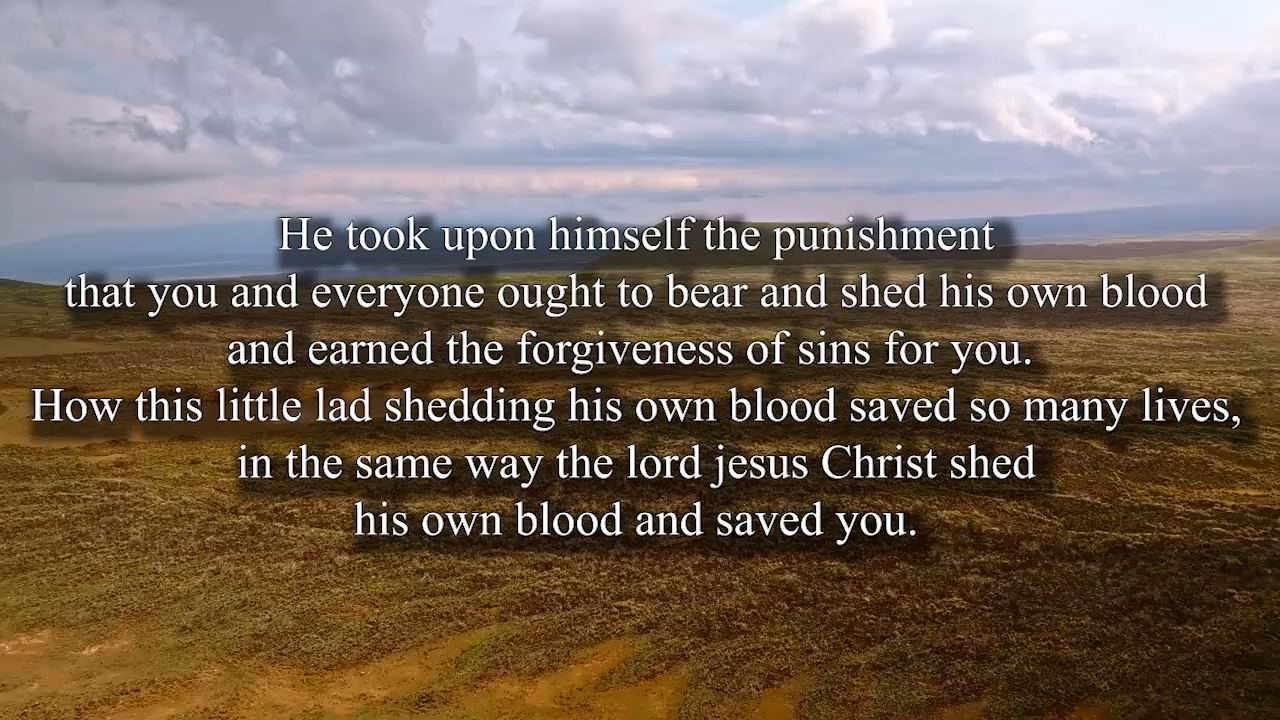 He took upon himself the punishment
that you and everyone ought to bear and shed his own blood
and earned the forgiveness of sins for you.
How this little lad shedding his own blood saved so many lives,
in the same way the lord jesus Christ shed
his own blood and saved you.